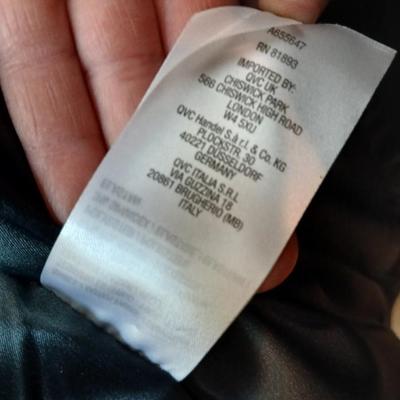 A655647
RN 81893
IMPORTED BY:
QVC UK
CHISWICK PARK
566 CHISWICK HIGH ROAD
LONDON
W4 5XU
QVC Handel S.à r.l. & Co. KG
PLOCKSTR. 30
40221 DÜSSELDORF
GERMANY
QVC ITALIA S.R.L
VIA GUZZINA 18
20861 BRUGHERIO (MB)
ITALY